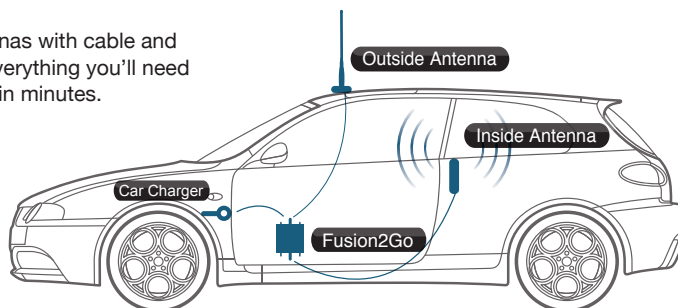 nas with cable and
verything you'll need
in minutes.
Outside Antenna
Inside Antenna
Car Charger
Fusion2Go